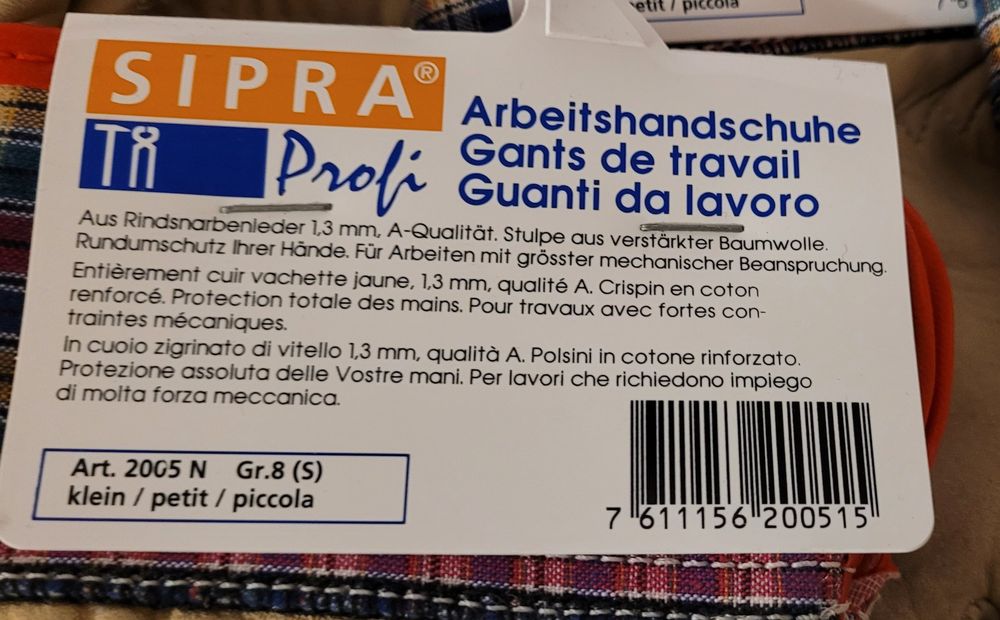 etit / piccola
SIPRA®
Profi
Arbeitshandschuhe
Gants de travail
Guanti da lavoro
Aus Rindsnarbenleder 1,3 mm, A-Qualität. Stulpe aus verstärkter Baumwolle.
Rundumschutz Ihrer Hände. Für Arbeiten mit grösster mechanischer Beanspruchung.
Entièrement cuir vachette jaune, 1,3 mm, qualité A. Crispin en coton
renforcé. Protection totale des mains. Pour travaux avec fortes con-
traintes mécaniques.
In cuoio zigrinato di vitello 1,3 mm, qualità A. Polsini in cotone rinforzato.
Protezione assoluta delle Vostre mani. Per lavori che richiedono impiego
di molta forza meccanica.
Art. 2005 N Gr.8 (S)
klein / petit / piccola
7 611156 200515